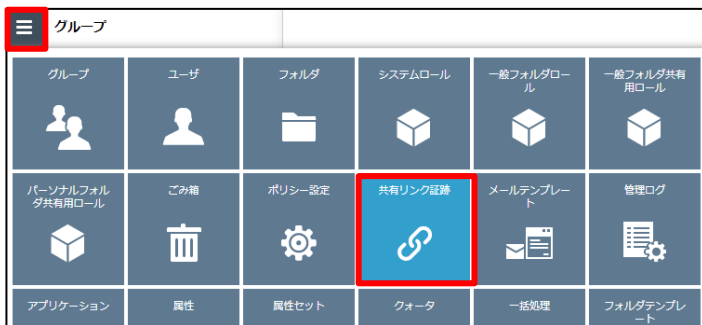 グループ
グループ
ユーザ
フォルダ
システムロール
一般フォルダロー
ル
一般フォルダ共有
用ロール
パーソナルフォル
ダ共有用ロール
ごみ箱
ポリシー設定
共有リンク証跡
メールテンプレー
ト
管理ログ
アプリケーション
属性
属性セット
クォータ
一括処理
フォルダテンプレ
ート